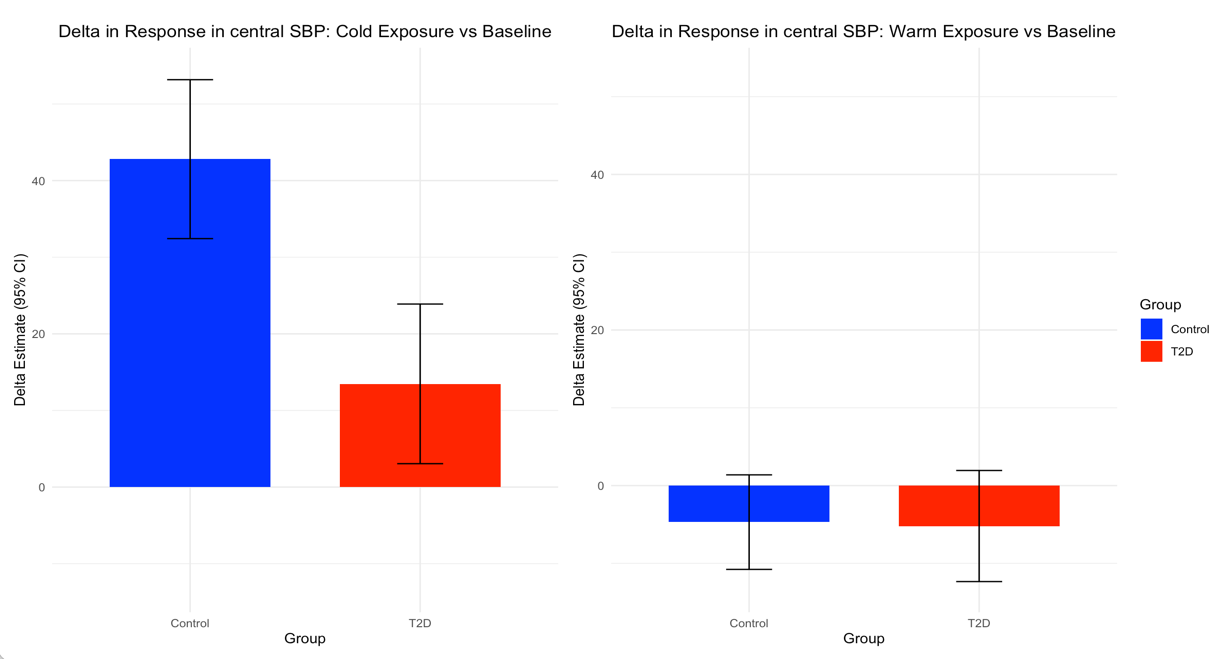 Delta in Response in central SBP: Cold Exposure vs Baseline
Delta Estimate (95% CI)
40
20
0
Control
T2D
Group
Delta in Response in central SBP: Warm Exposure vs Baseline
Delta Estimate (95% CI)
40
20
0
Control
T2D
Group
Group
Control
T2D